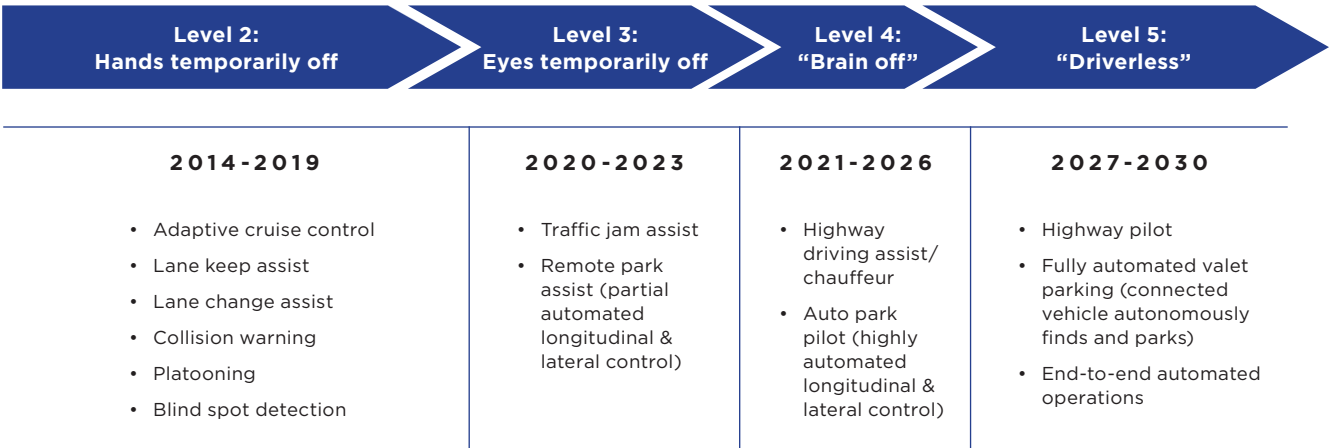 Level 2:
Hands temporarily off
Level 3:
Eyes temporarily off
Level 4:
“Brain off”
Level 5:
“Driverless”
2014-2019
• Adaptive cruise control
• Lane keep assist
• Lane change assist
• Collision warning
• Platooning
• Blind spot detection
2020-2023
• Traffic jam assist
• Remote park
assist (partial
automated
longitudinal &
lateral control)
2021-2026
• Highway
driving assist/
chauffeur
• Auto park
pilot (highly
automated
longitudinal &
lateral control)
2027-2030
• Highway pilot
• Fully automated valet
parking (connected
vehicle autonomously
finds and parks)
• End-to-end automated
operations